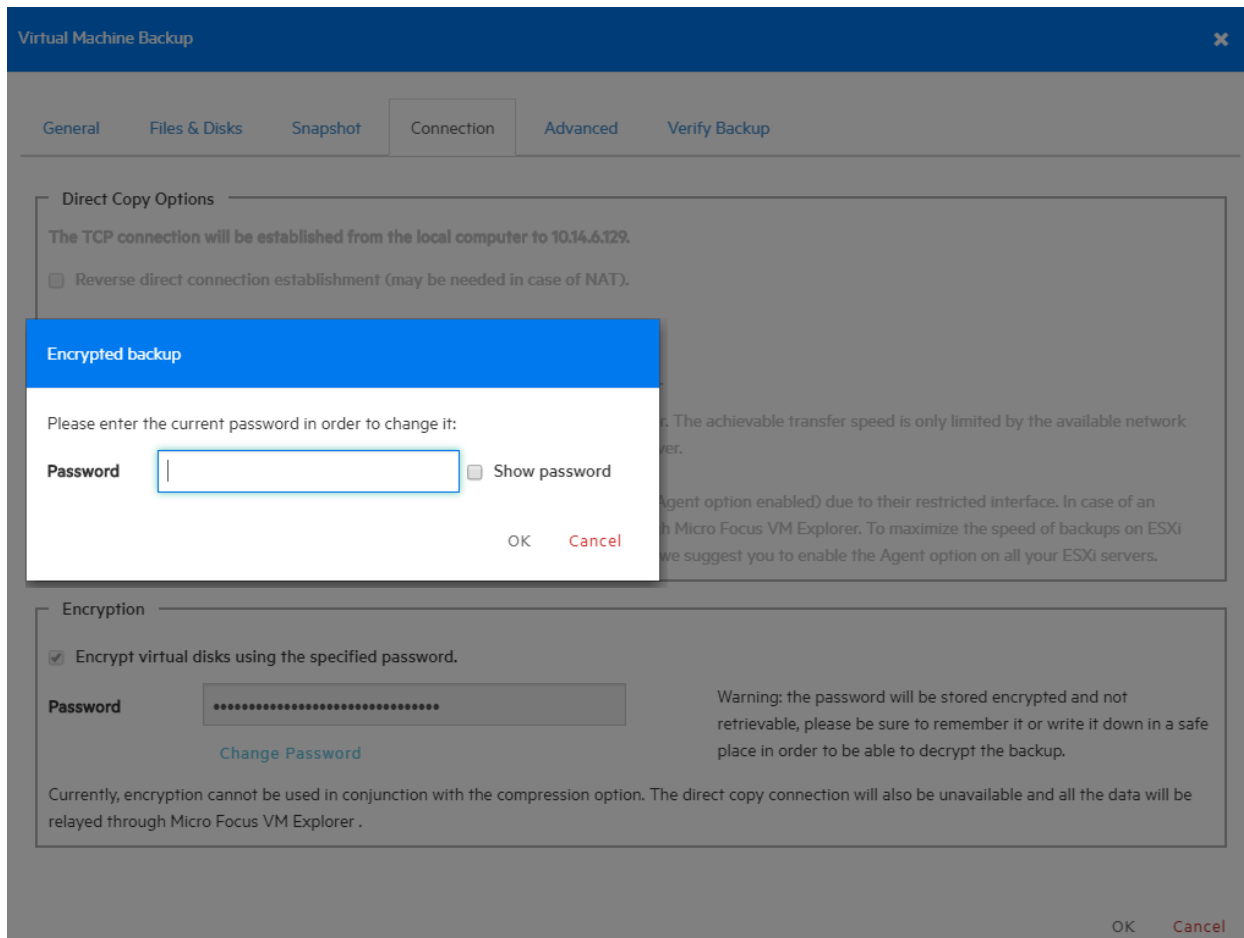 Virtual Machine Backup
General Files & Disks Snapshot Connection Advanced Verify Backup
Direct Copy Options
The TCP connection will be established from the local computer to 10.14.6.129.
Reverse direct connection establishment (may be needed in case of NAT).
Encrypted backup
Please enter the current password in order to change it:
Password Show password
OK Cancel
r. The achievable transfer speed is only limited by the available network
ver.
Agent option enabled) due to their restricted interface. In case of an
h Micro Focus VM Explorer. To maximize the speed of backups on ESXi
we suggest you to enable the Agent option on all your ESXi servers.
Encryption
Encrypt virtual disks using the specified password.
Password
Change Password
Warning: the password will be stored encrypted and not
retrievable, please be sure to remember it or write it down in a safe
place in order to be able to decrypt the backup.
Currently, encryption cannot be used in conjunction with the compression option. The direct copy connection will also be unavailable and all the data will be
relayed through Micro Focus VM Explorer .
OK Cancel